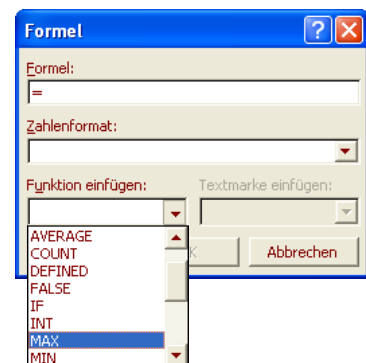 Formel
Formel:
=
Zahlenformat:
Funktion einfügen:
Textmarke einfügen:
AVERAGE
COUNT
DEFINED
FALSE
IF
INT
MAX
MIN
K
Abbrechen